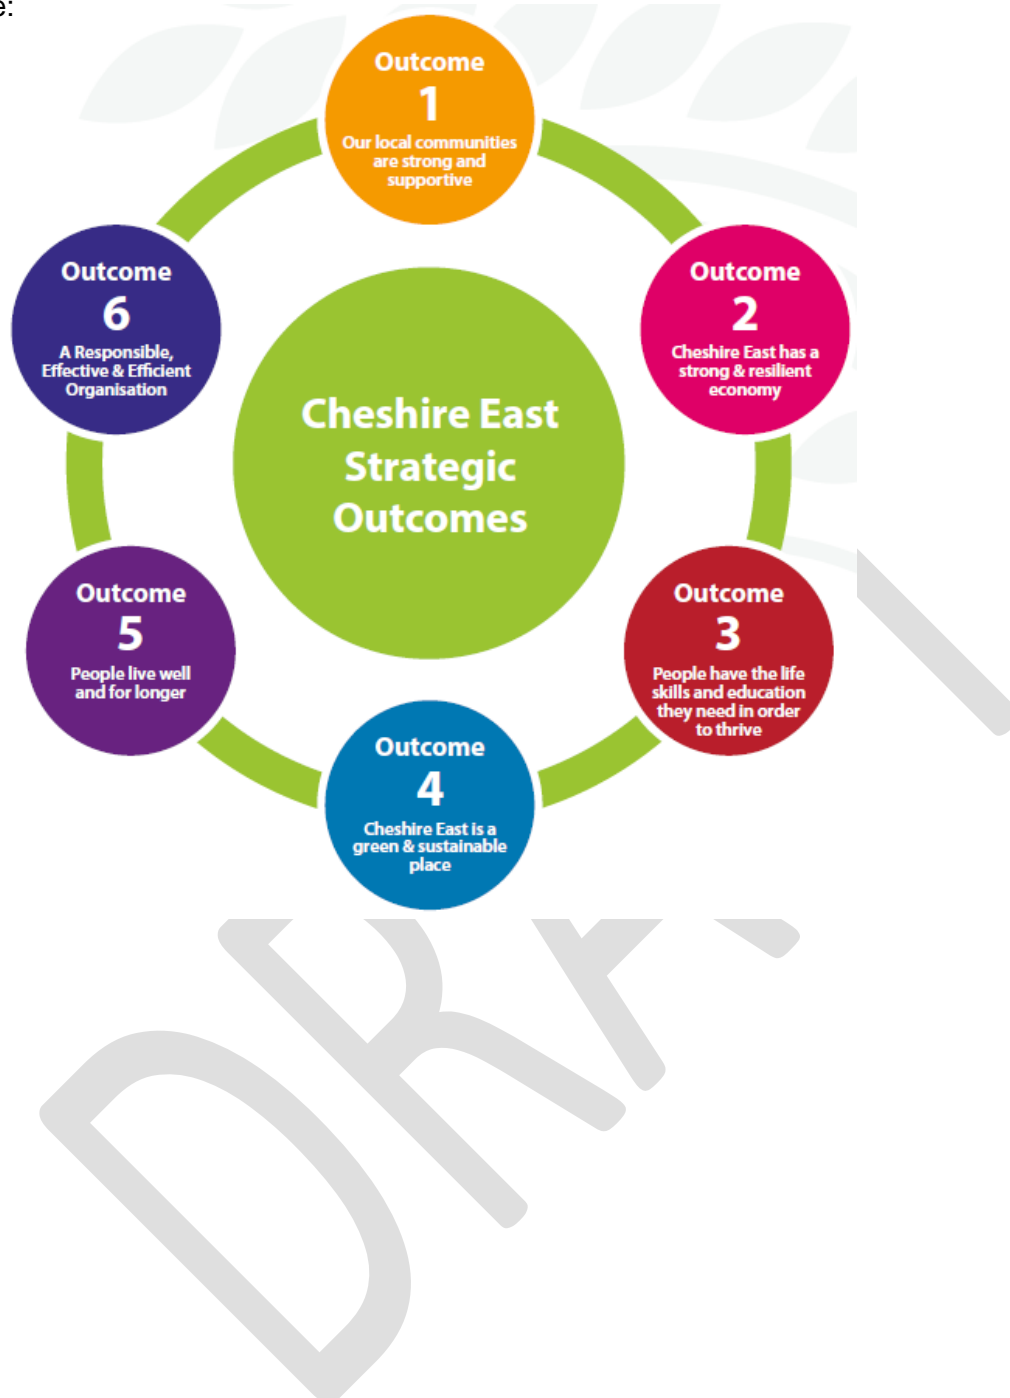 e:
Outcome
1
Our local communities
are strong and
supportive
Outcome
2
Cheshire East has a
strong & resilient
economy
Outcome
3
People have the life
skills and education
they need in order
to thrive
Outcome
4
Cheshire East is a
green & sustainable
place
Outcome
5
People live well
and for longer
Outcome
6
A Responsible,
Effective & Efficient
Organisation
Cheshire East
Strategic
Outcomes
DRA